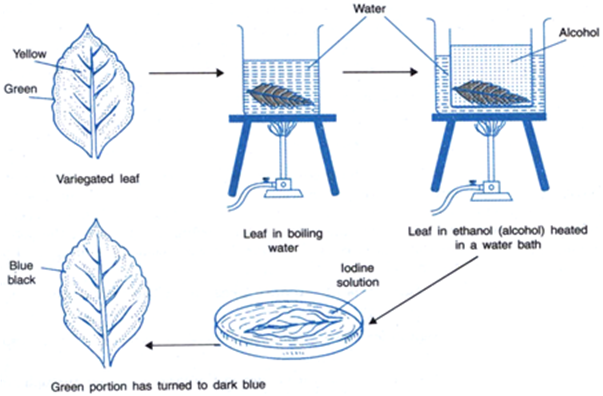 Water
Alcohol
Yellow
Green
Variegated leaf
Leaf in boiling
water
Leaf in ethanol (alcohol) heated
in a water bath
Iodine
solution
Blue
black
Green portion has turned to dark blue